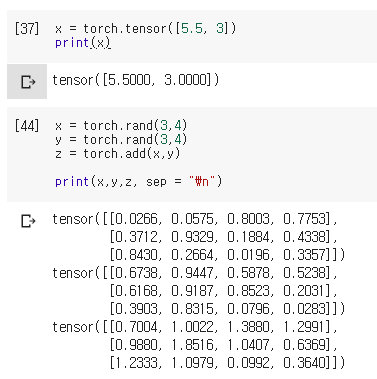 [37] x = torch.tensor([5.5, 3])
print(x)
tensor([5.5000, 3.0000])
[44] x = torch.rand(3,4)
y = torch.rand(3,4)
z = torch.add(x,y)
print(x,y,z, sep = "₩n")
tensor([[0.0266, 0.0575, 0.8003, 0.7753],
[0.3712, 0.9329, 0.1884, 0.4338],
[0.8430, 0.2664, 0.0196, 0.3357]])
tensor([[0.6738, 0.9447, 0.5878, 0.5238],
[0.6168, 0.9187, 0.8523, 0.2031],
[0.3903, 0.8315, 0.0796, 0.0283]])
tensor([[0.7004, 1.0022, 1.3880, 1.2991],
[0.9880, 1.8516, 1.0407, 0.6369],
[1.2333, 1.0979, 0.0992, 0.3640]])